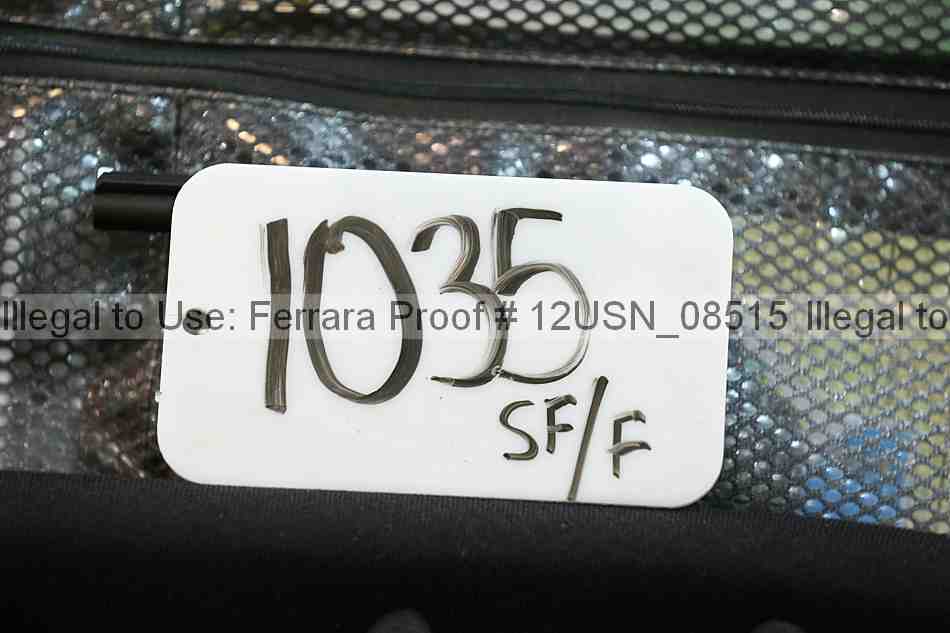 1035
Illegal to Use: Ferrara Proof # 12USN_08515 Illegal to
SF/F